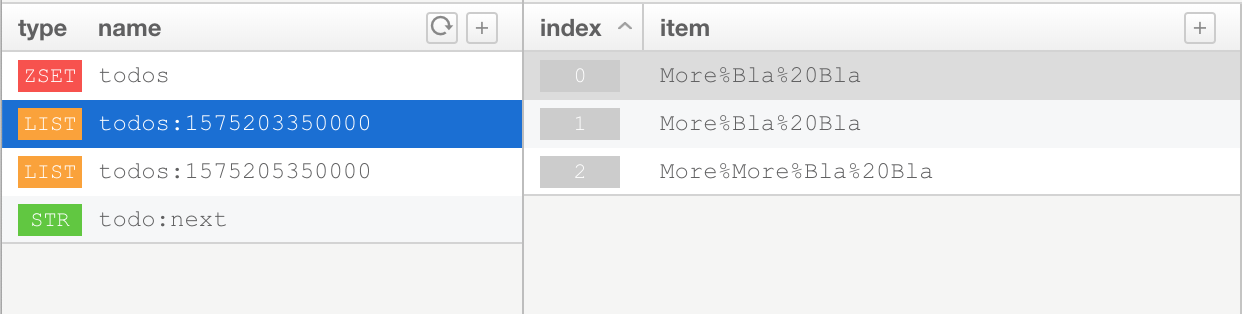 type name + index item +
ZSET todos 0 More%Bla%20Bla
LIST todos:1575203350000 1 More%Bla%20Bla
LIST todos:1575205350000 2 More%More%Bla%20Bla
STR todo:next